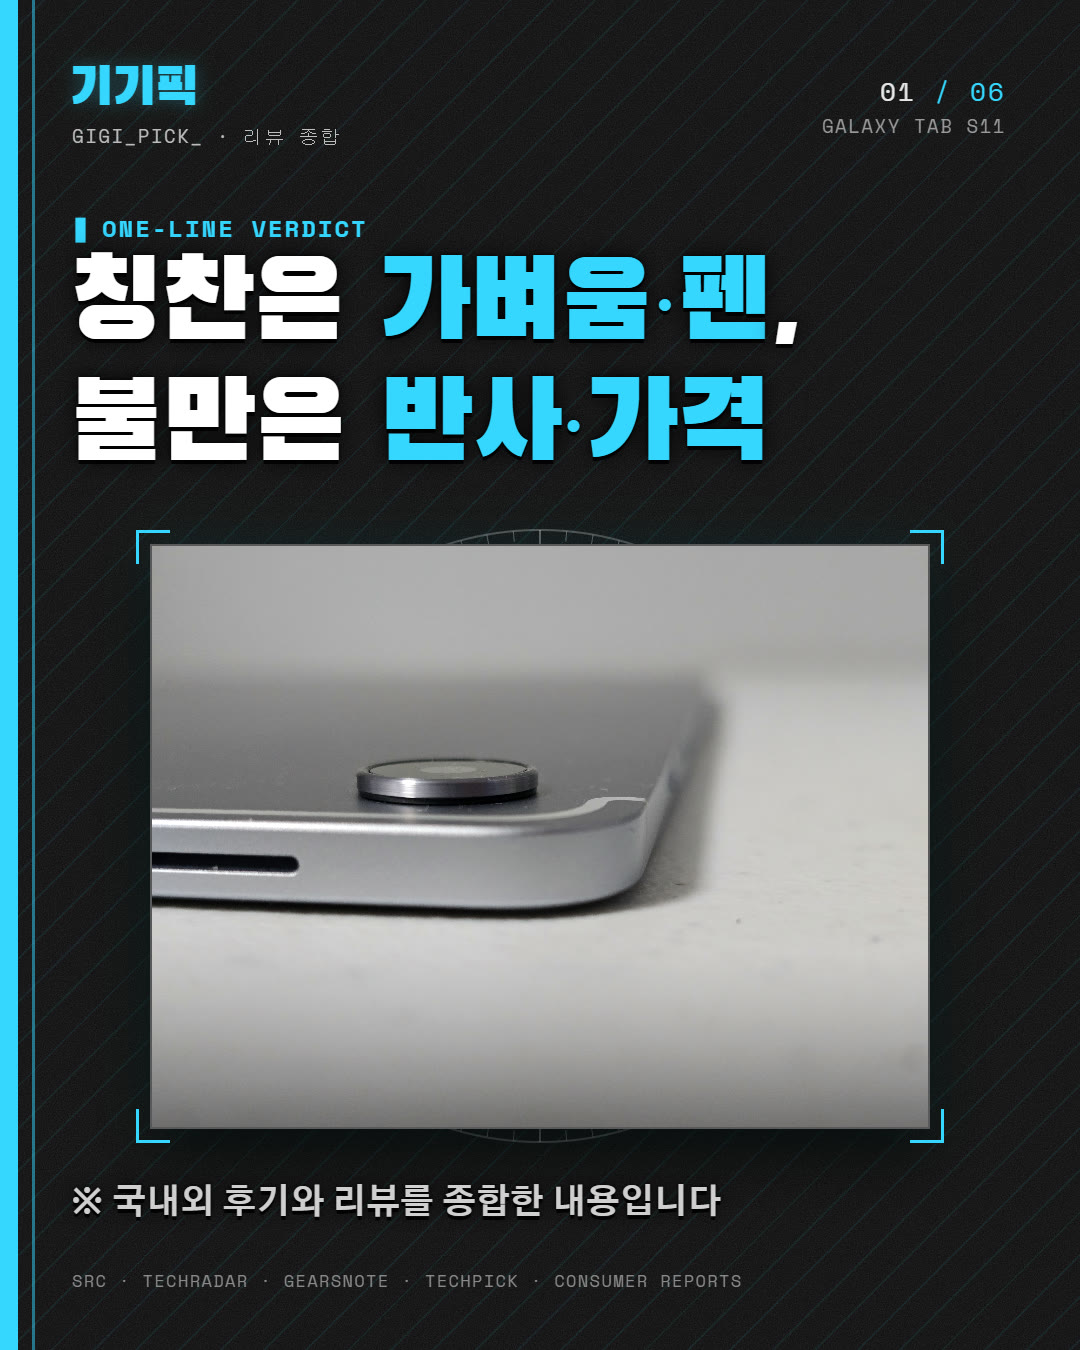 기기픽
GIGI_PICK_ · 리뷰 종합
01 / 06
GALAXY TAB S11
ONE-LINE VERDICT
칭찬은 가벼움·펜,
불만은 반사·가격
※ 국내외 후기와 리뷰를 종합한 내용입니다
SRC · TECHRADAR · GEARSNOTE · TECHPICK · CONSUMER REPORTS